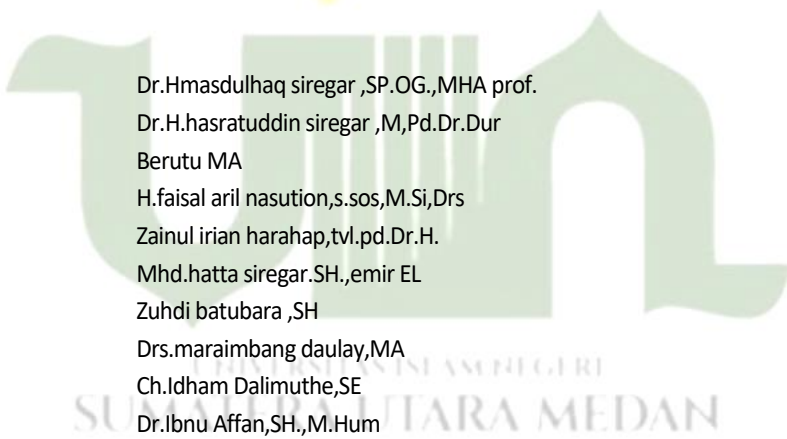 Dr.Hmasdulhaq siregar ,SP.OG.,MHA prof.
Dr.H.hasratuddin siregar ,M,Pd.Dr.Dur
Berutu MA
H.faisal aril nasution,s.sos,M.Si,Drs
Zainul irian harahap,tvl.pd.Dr.H.
Mhd.hatta siregar.SH.,emir EL
Zuhdi batubara ,SH
Drs.maraimbang daulay,MA
UNIVERSITAS ISLAM NEGERI
Ch.Idham Dalimuthe,SE
SUMATERA UTARA MEDAN
Dr.Ibnu Affan,SH.,M.Hum